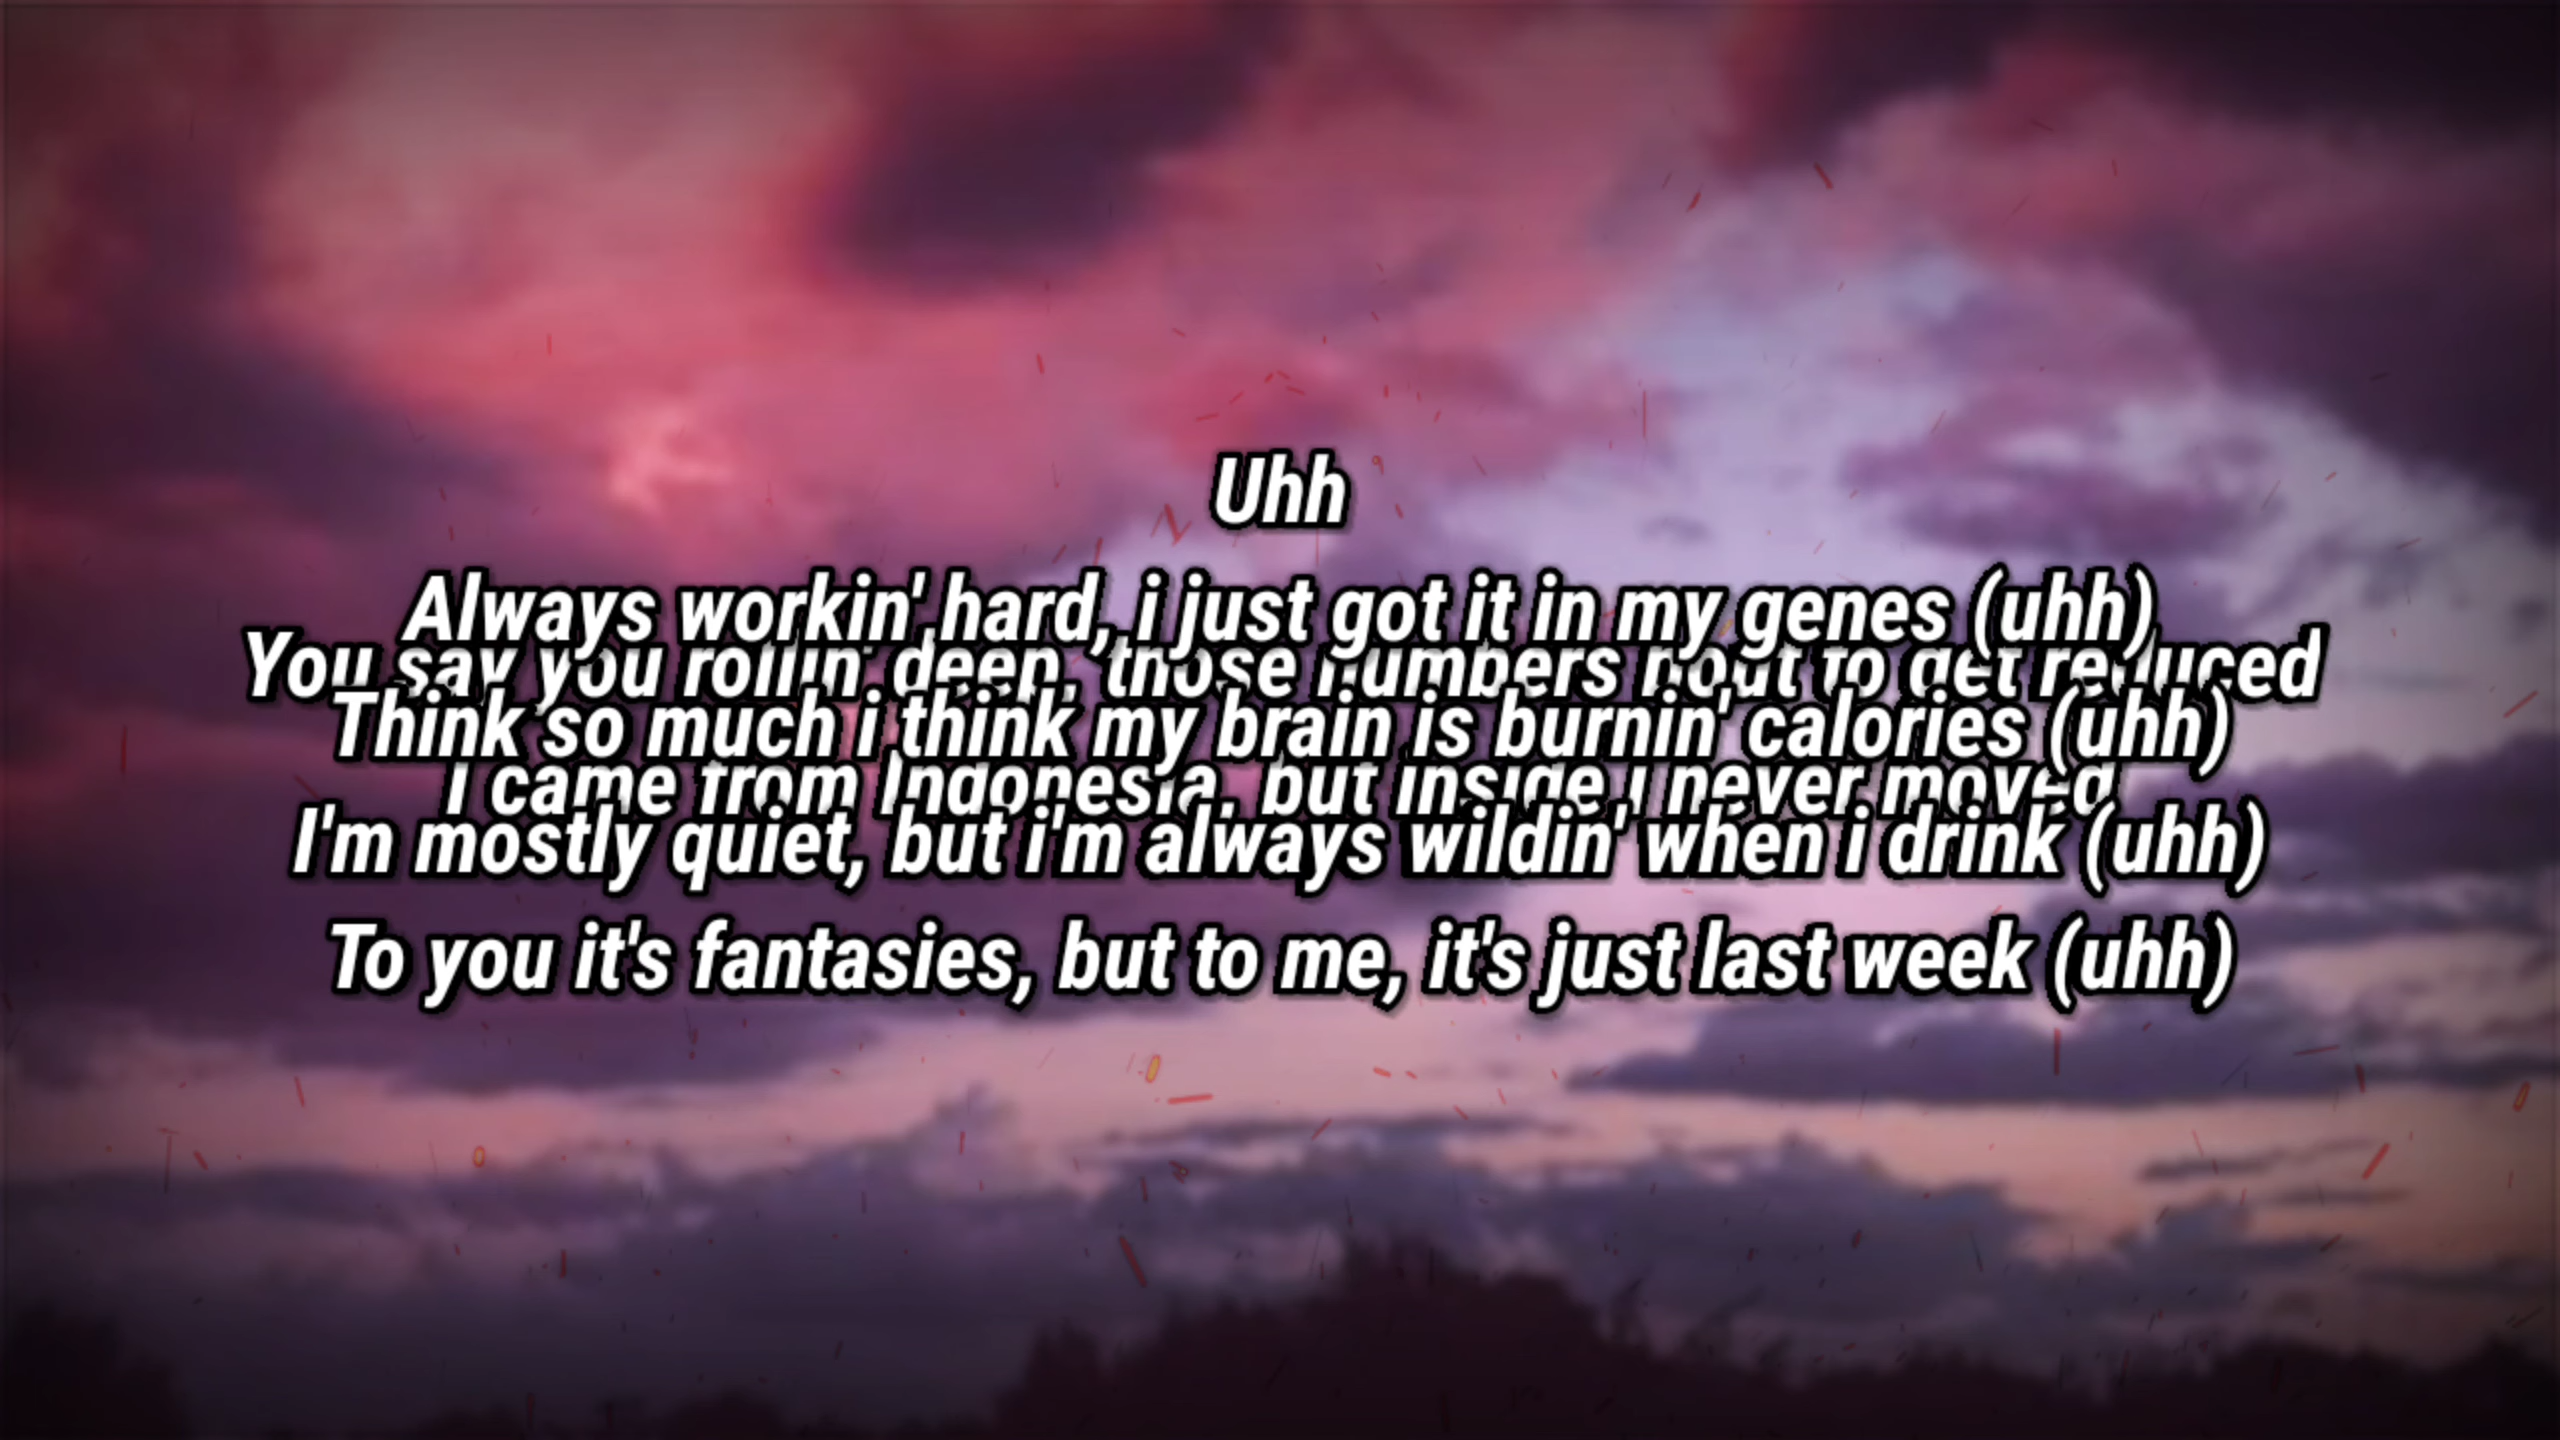 Uhh
Always workin' hard, i just got it in my genes (uhh)
You say you rollin' deep, those numbers bout to get reduced
Think so much i think my brain is burnin' calories (uhh)
I came from Indonesia, but inside i never moved
I'm mostly quiet, but i'm always wildin' when i drink (uhh)
To you it's fantasies, but to me, it's just last week (uhh)